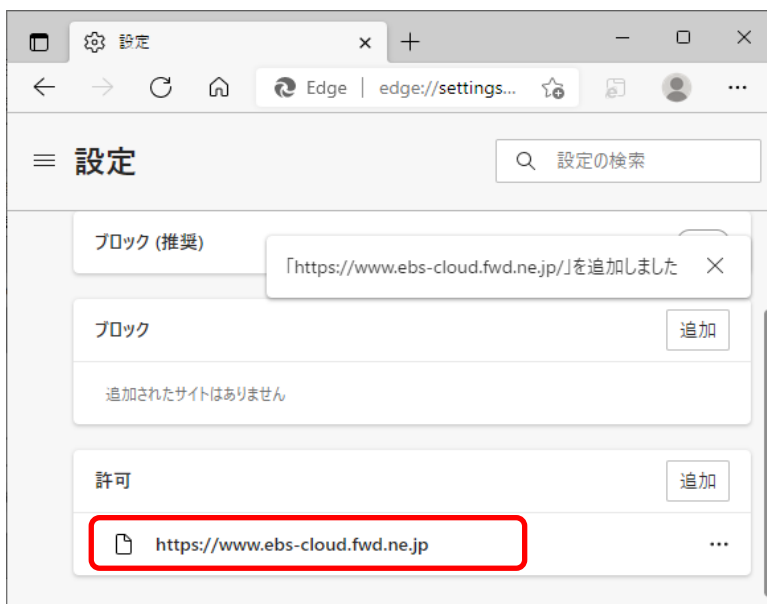 設定
Edge | edge://settings...
設定
設定の検索
ブロック (推奨)
「https://www.ebs-cloud.fwd.ne.jp/」を追加しました
ブロック
追加
追加されたサイトはありません
許可
追加
https://www.ebs-cloud.fwd.ne.jp